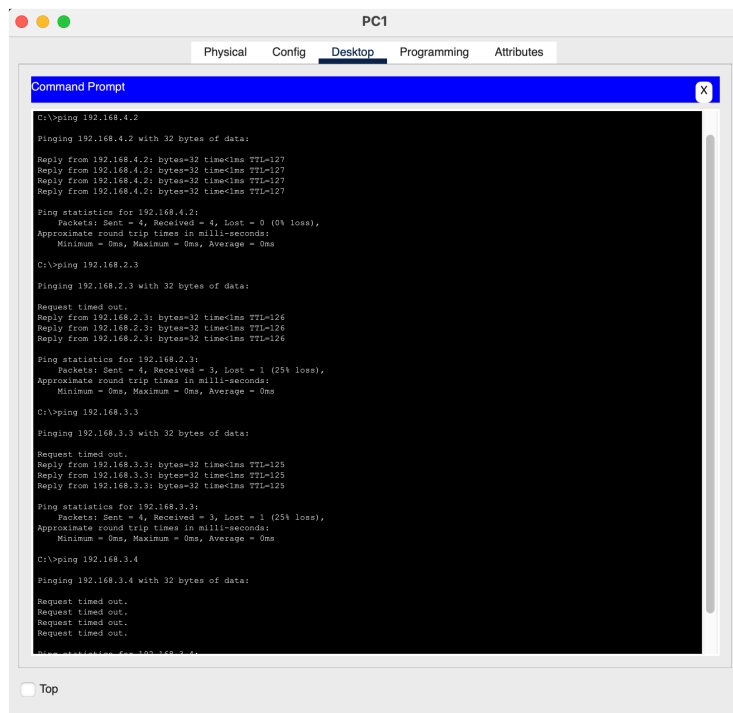 PC1
Physical Config Desktop Programming Attributes
Command Prompt
X
C:\>ping 192.168.4.2
Pinging 192.168.4.2 with 32 bytes of data:
Reply from 192.168.4.2: bytes=32 time<1ms TTL=127
Reply from 192.168.4.2: bytes=32 time<1ms TTL=127
Reply from 192.168.4.2: bytes=32 time<1ms TTL=127
Reply from 192.168.4.2: bytes=32 time<1ms TTL=127
Ping statistics for 192.168.4.2:
Packets: Sent = 4, Received = 4, Lost = 0 (0% loss),
Approximate round trip times in milli-seconds:
Minimum = 0ms, Maximum = 0ms, Average = 0ms
C:\>ping 192.168.2.3
Pinging 192.168.2.3 with 32 bytes of data:
Request timed out.
Reply from 192.168.2.3: bytes=32 time<1ms TTL=126
Reply from 192.168.2.3: bytes=32 time<1ms TTL=126
Reply from 192.168.2.3: bytes=32 time<1ms TTL=126
Ping statistics for 192.168.2.3:
Packets: Sent = 4, Received = 3, Lost = 1 (25% loss),
Approximate round trip times in milli-seconds:
Minimum = 0ms, Maximum = 0ms, Average = 0ms
C:\>ping 192.168.3.3
Pinging 192.168.3.3 with 32 bytes of data:
Request timed out.
Reply from 192.168.3.3: bytes=32 time<1ms TTL=125
Reply from 192.168.3.3: bytes=32 time<1ms TTL=125
Reply from 192.168.3.3: bytes=32 time<1ms TTL=125
Ping statistics for 192.168.3.3:
Packets: Sent = 4, Received = 3, Lost = 1 (25% loss),
Approximate round trip times in milli-seconds:
Minimum = 0ms, Maximum = 0ms, Average = 0ms
C:\>ping 192.168.3.4
Pinging 192.168.3.4 with 32 bytes of data:
Request timed out.
Request timed out.
Request timed out.
Request timed out.
Ping statistics for 192.168.3.4:
Top